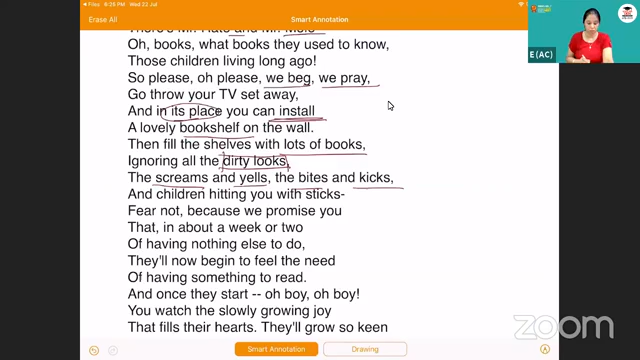 Files 6:26 PM Wed 22 Jul
Erase All
Smart Annotation
Oh, books, what books they used to know,
Those children living long ago!
So please, oh please, we beg, we pray,
Go throw your TV set away,
And in its place you can install
A lovely bookshelf on the wall.
Then fill the shelves with lots of books,
Ignoring all the dirty looks,
The screams and yells, the bites and kicks,
And children hitting you with sticks-
Fear not, because we promise you
That, in about a week or two
Of having nothing else to do,
They'll now begin to feel the need
Of having something to read.
And once they start -- oh boy, oh boy!
You watch the slowly growing joy
That fills their hearts. They'll grow so keen
Smart Annotation
Drawing
E (AC)
zoom